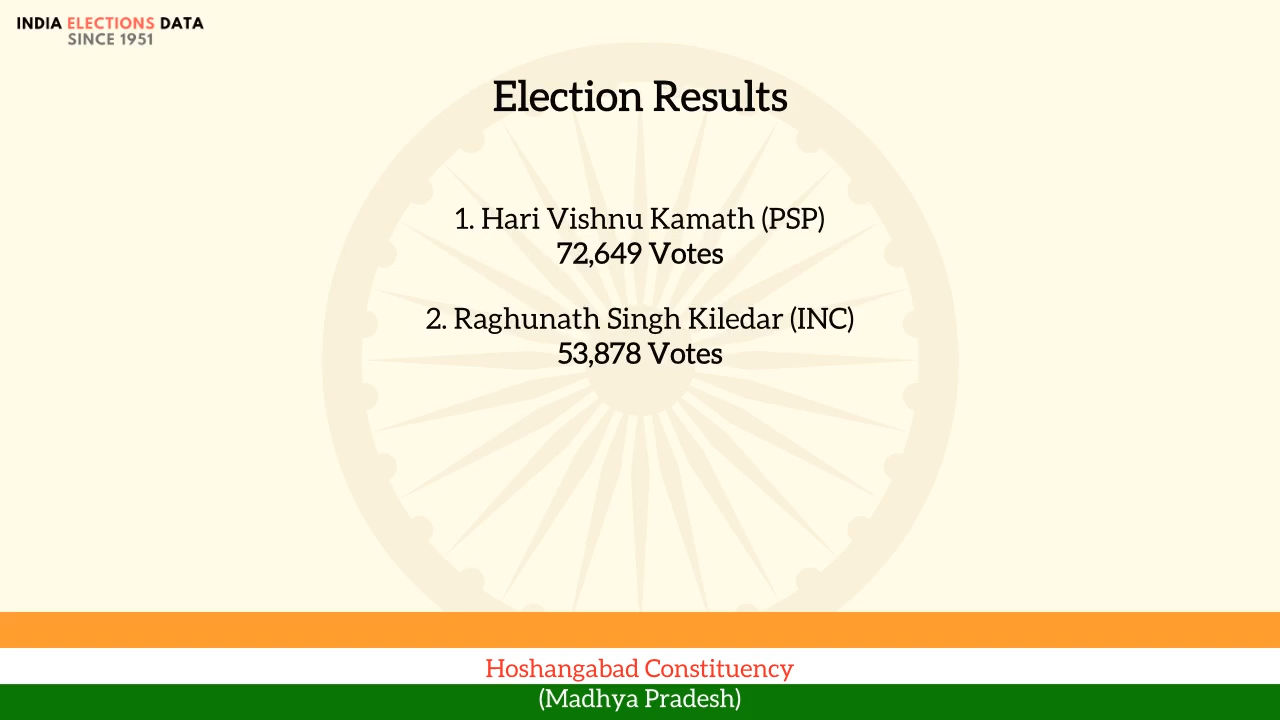 INDIA ELECTIONS DATA
SINCE 1951
Election Results
1. Hari Vishnu Kamath (PSP)
72,649 Votes
2. Raghunath Singh Kiledar (INC)
53,878 Votes
Hoshangabad Constituency
(Madhya Pradesh)